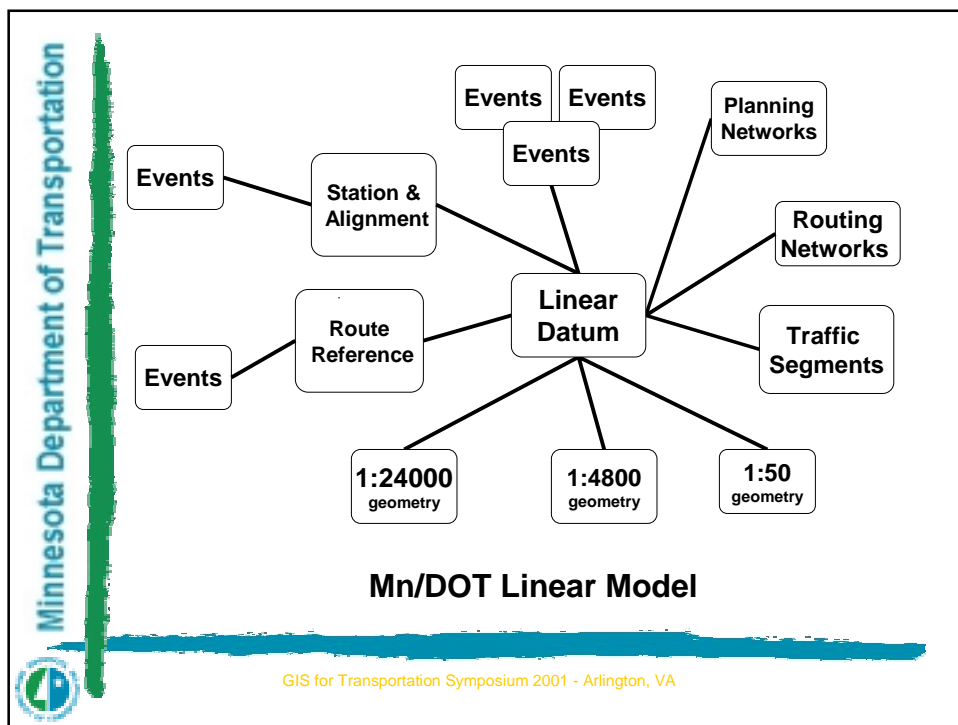 Minnesota Department of Transportation
Events
Events
Events
Planning
Networks
Events
Station &
Alignment
Routing
Networks
Linear
Datum
Route
Reference
Traffic
Segments
Events
1:24000
geometry
1:4800
geometry
1:50
geometry
Mn/DOT Linear Model
GIS for Transportation Symposium 2001 - Arlington, VA